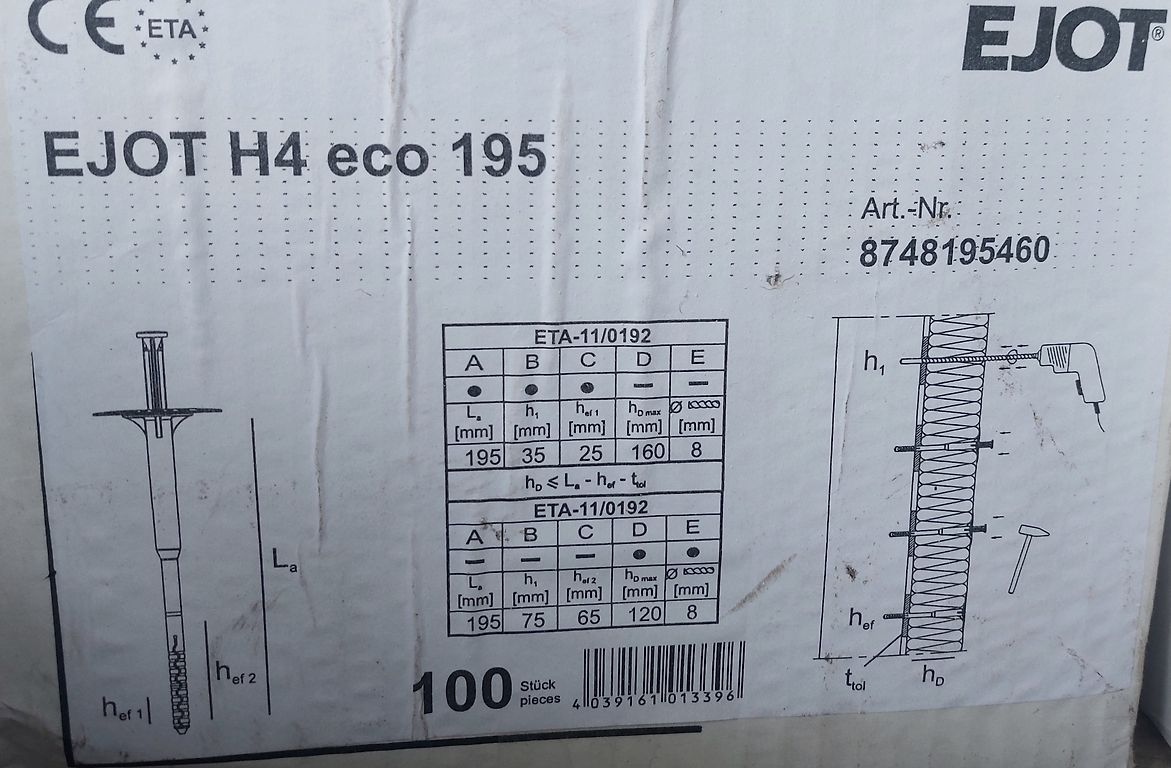 CE ETA
EJOT®
EJOT H4 eco 195
Art.-Nr.
8748195460
ETA-11/0192
A B C D E
● ● ● — —
La h1 hef 1 hD max Ø
[mm] [mm] [mm] [mm] [mm]
195 35 25 160 8
hD ≤ La - hef - ttol
ETA-11/0192
A B C D E
— — — ● ●
La h1 hef 2 hD max Ø
[mm] [mm] [mm] [mm] [mm]
195 75 65 120 8
La
hef 2
hef 1
h1
hef
ttol
hD
100 Stück
pieces
4 039161 013396